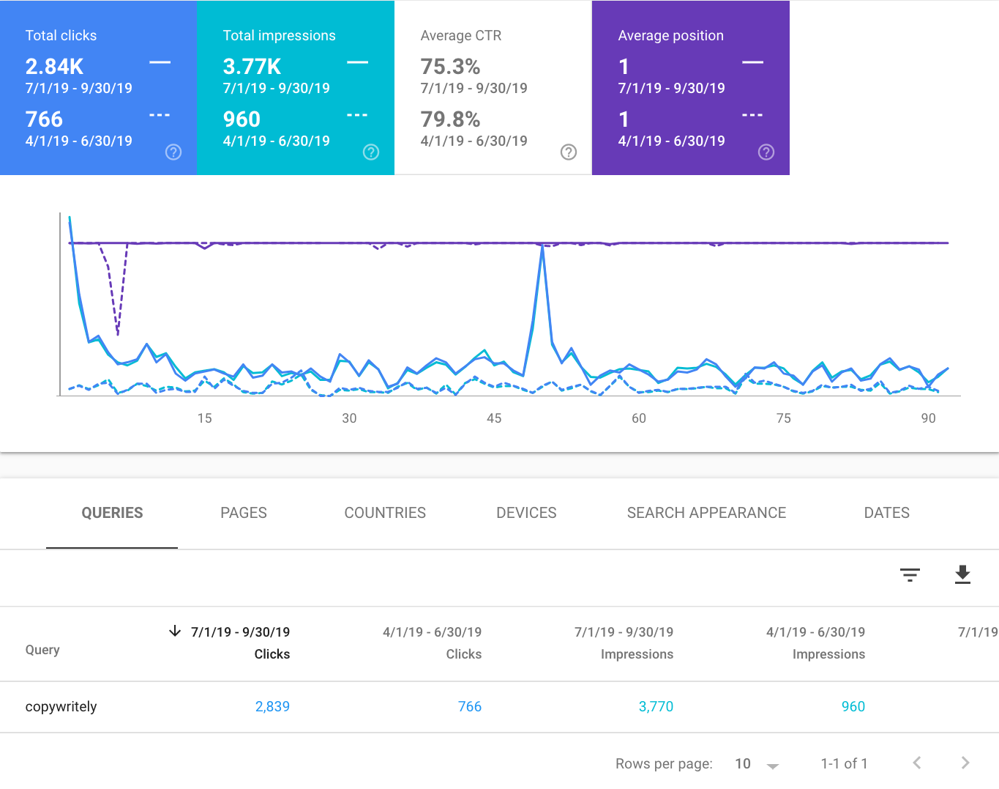 Total clicks
2.84K
7/1/19 - 9/30/19
766
4/1/19 - 6/30/19
Total impressions
3.77K
7/1/19 - 9/30/19
960
4/1/19 - 6/30/19
Average CTR
75.3%
7/1/19 - 9/30/19
79.8%
4/1/19 - 6/30/19
Average position
1
7/1/19 - 9/30/19
1
4/1/19 - 6/30/19
15 30 45 60 75 90
QUERIES PAGES COUNTRIES DEVICES SEARCH APPEARANCE DATES
Query
7/1/19 - 9/30/19
Clicks
4/1/19 - 6/30/19
Clicks
7/1/19 - 9/30/19
Impressions
4/1/19 - 6/30/19
Impressions
7/1/19
copywritely 2,839 766 3,770 960
Rows per page: 10 1-1 of 1